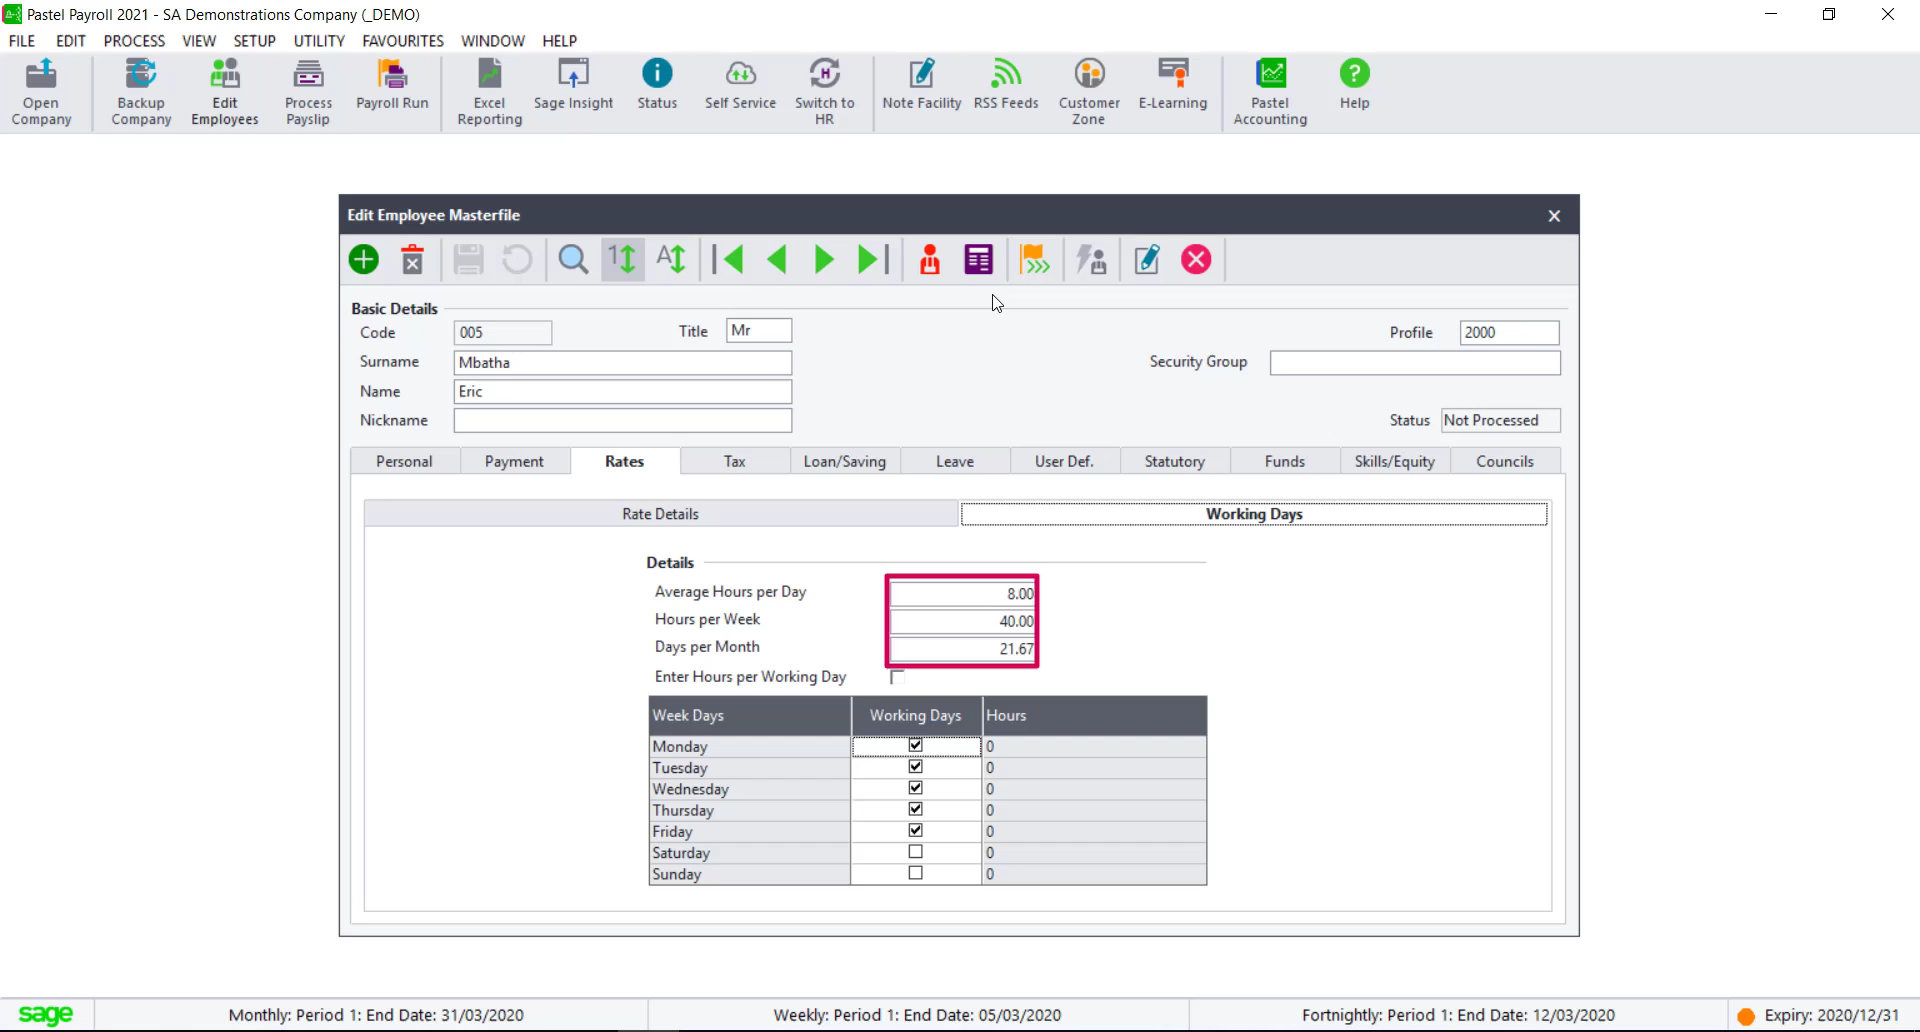 Pastel Payroll 2021 - SA Demonstrations Company (_DEMO)
FILE EDIT PROCESS VIEW SETUP UTILITY FAVOURITES WINDOW HELP
Open Company
Backup Company
Edit Employees
Process Payslip
Payroll Run
Excel Reporting
Sage Insight
Status
Self Service
Switch to HR
Note Facility
RSS Feeds
Customer Zone
E-Learning
Pastel Accounting
Help
Edit Employee Masterfile
Basic Details
Code 005 Title Mr Profile 2000
Surname Mbatha Security Group
Name Eric
Nickname Status Not Processed
Personal Payment Rates Tax Loan/Saving Leave User Def. Statutory Funds Skills/Equity Councils
Rate Details Working Days
Details
Average Hours per Day 8.00
Hours per Week 40.00
Days per Month 21.67
Enter Hours per Working Day
Week Days Working Days Hours
Monday 0
Tuesday 0
Wednesday 0
Thursday 0
Friday 0
Saturday 0
Sunday 0
sage Monthly: Period 1: End Date: 31/03/2020 Weekly: Period 1: End Date: 05/03/2020 Fortnightly: Period 1: End Date: 12/03/2020 Expiry: 2020/12/31